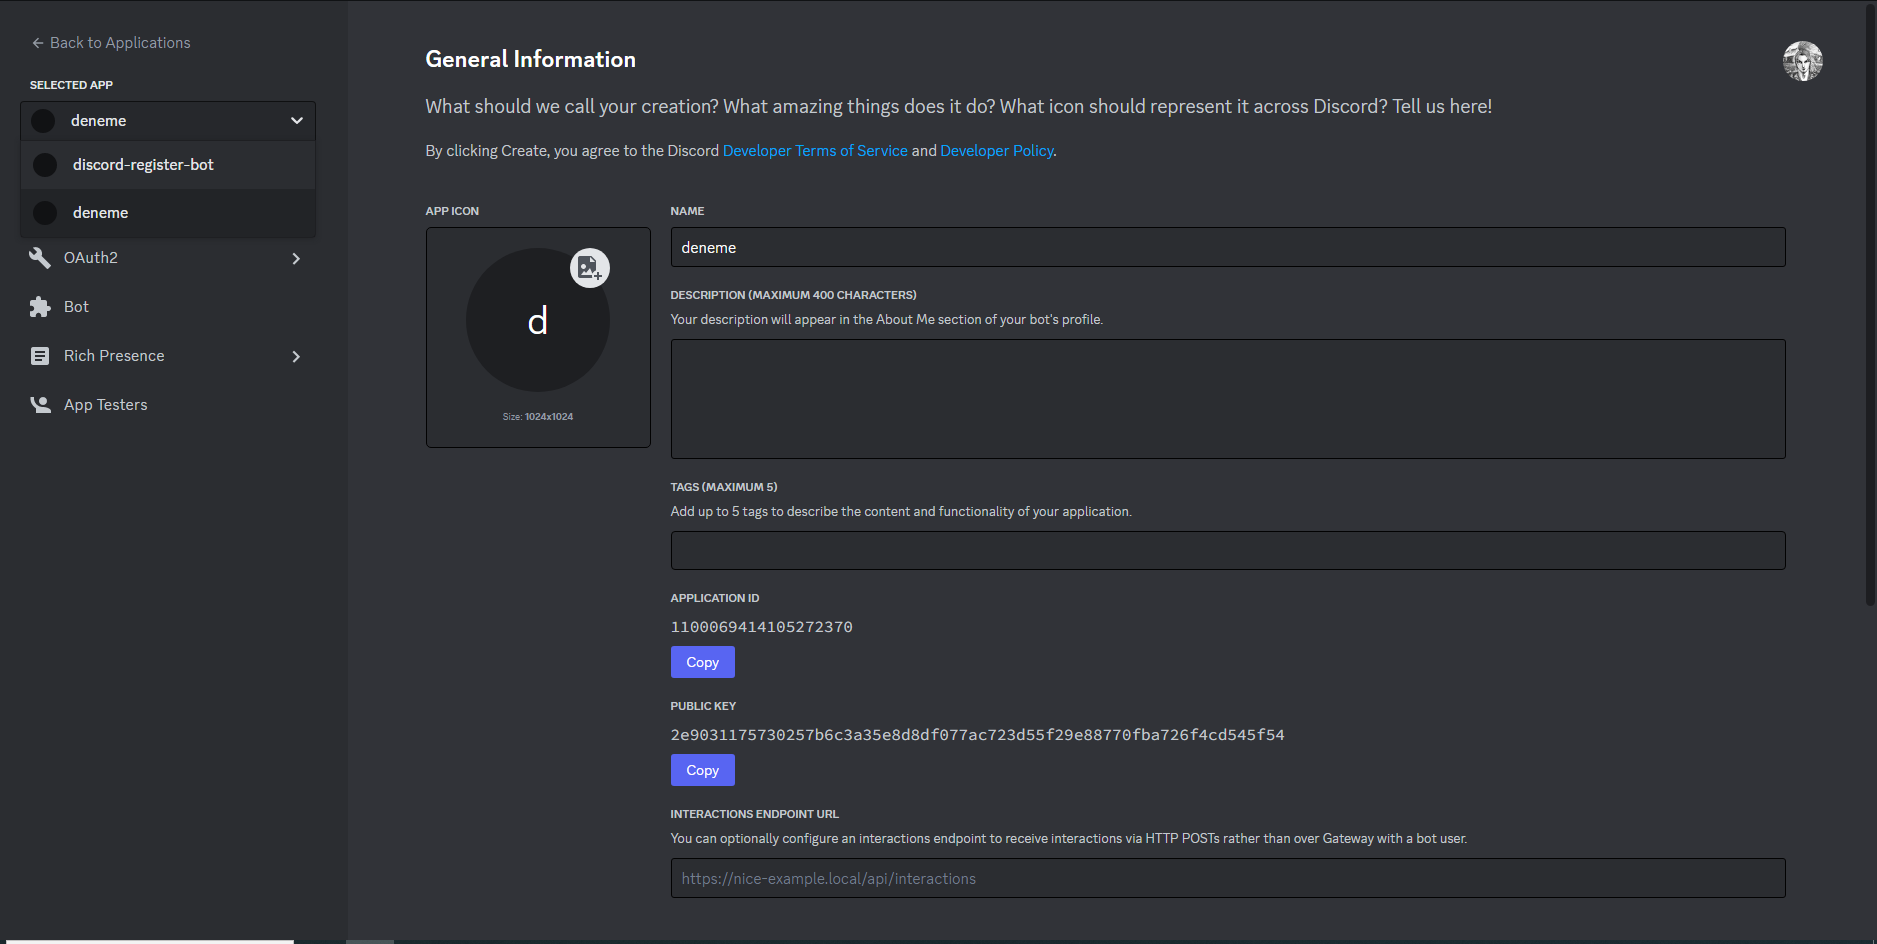 Back to Applications
SELECTED APP
deneme
discord-register-bot
deneme
OAuth2
Bot
Rich Presence
App Testers
General Information
What should we call your creation? What amazing things does it do? What icon should represent it across Discord? Tell us here!
By clicking Create, you agree to the Discord Developer Terms of Service and Developer Policy.
APP ICON
d
Size: 1024x1024
NAME
deneme
DESCRIPTION (MAXIMUM 400 CHARACTERS)
Your description will appear in the About Me section of your bot's profile.
TAGS (MAXIMUM 5)
Add up to 5 tags to describe the content and functionality of your application.
APPLICATION ID
1100069414105272370
Copy
PUBLIC KEY
2e9031175730257b6c3a35e8d8df077ac723d55f29e88770fba726f4cd545f54
Copy
INTERACTIONS ENDPOINT URL
You can optionally configure an interactions endpoint to receive interactions via HTTP POSTs rather than over Gateway with a bot user.
https://nice-example.local/api/interactions